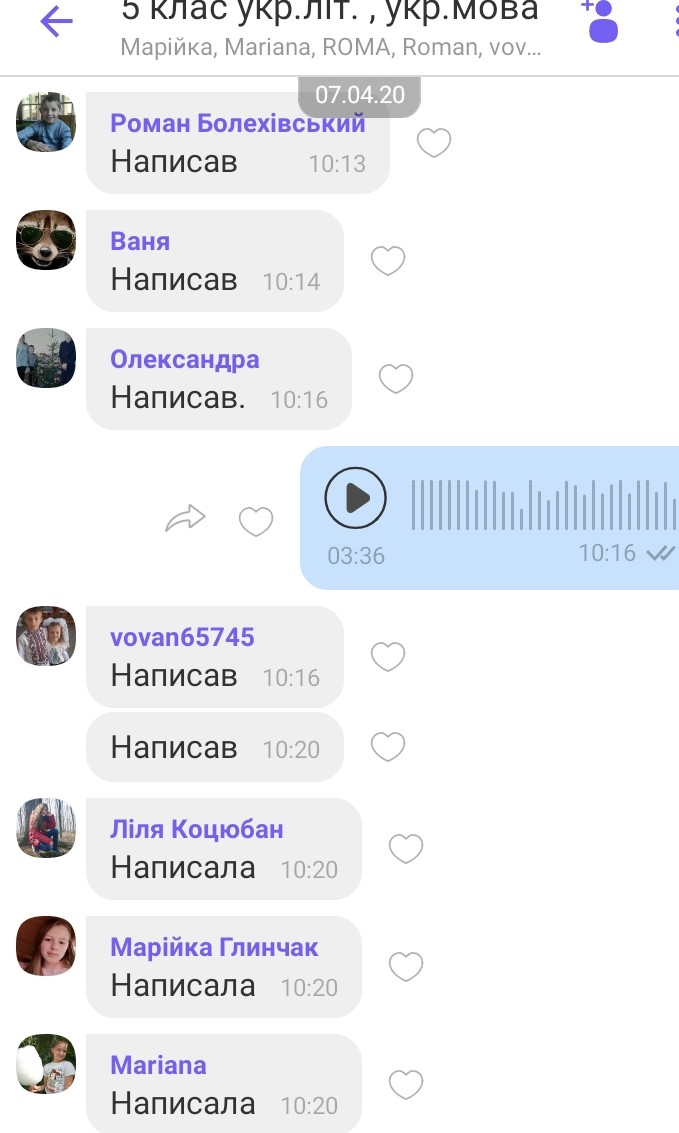 5 клас укр.літ. , укр.мова
Марійка, Mariana, ROMA, Roman, vov...
07.04.20
Роман Болехівський
Написав 10:13
Ваня
Написав 10:14
Олександра
Написав. 10:16
03:36 10:16
vovan65745
Написав 10:16
Написав 10:20
Ліля Коцюбан
Написала 10:20
Марійка Глинчак
Написала 10:20
Mariana
Написала 10:20